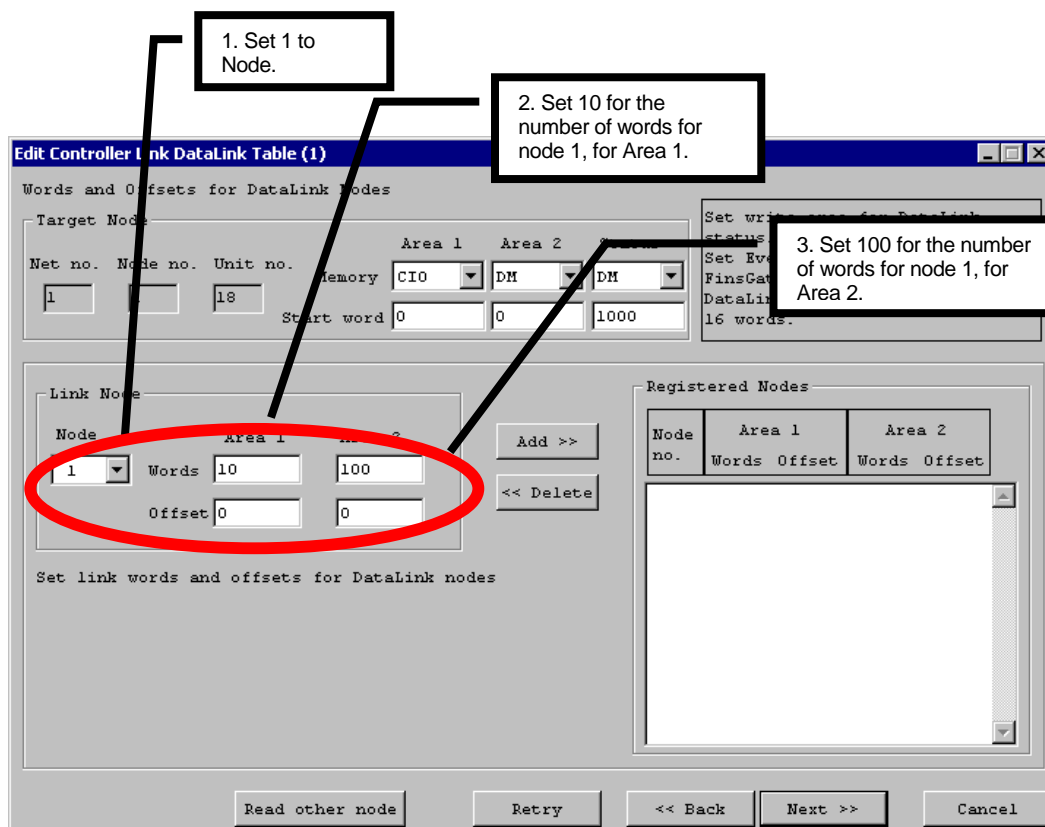 1. Set 1 to
Node.
2. Set 10 for the
number of words for
node 1, for Area 1.
Edit Controller Link DataLink Table (1)
Words and Offsets for DataLink Nodes
Target Node
Area 1 Area 2
Net no. Node no. Unit no. Memory CIO DM DM
1 18
Start word 0 0 1000
Set write area for DataLink
status.
Set
FinsGat
DataLin
16 words.
3. Set 100 for the number
of words for node 1, for
Area 2.
Link Node
Node Area 1 Area 2
1 Words 10 100
Offset 0 0
Add >>
<< Delete
Set link words and offsets for DataLink nodes
Registered Nodes
Node Area 1 Area 2
no. Words Offset Words Offset
Read other node Retry << Back Next >> Cancel